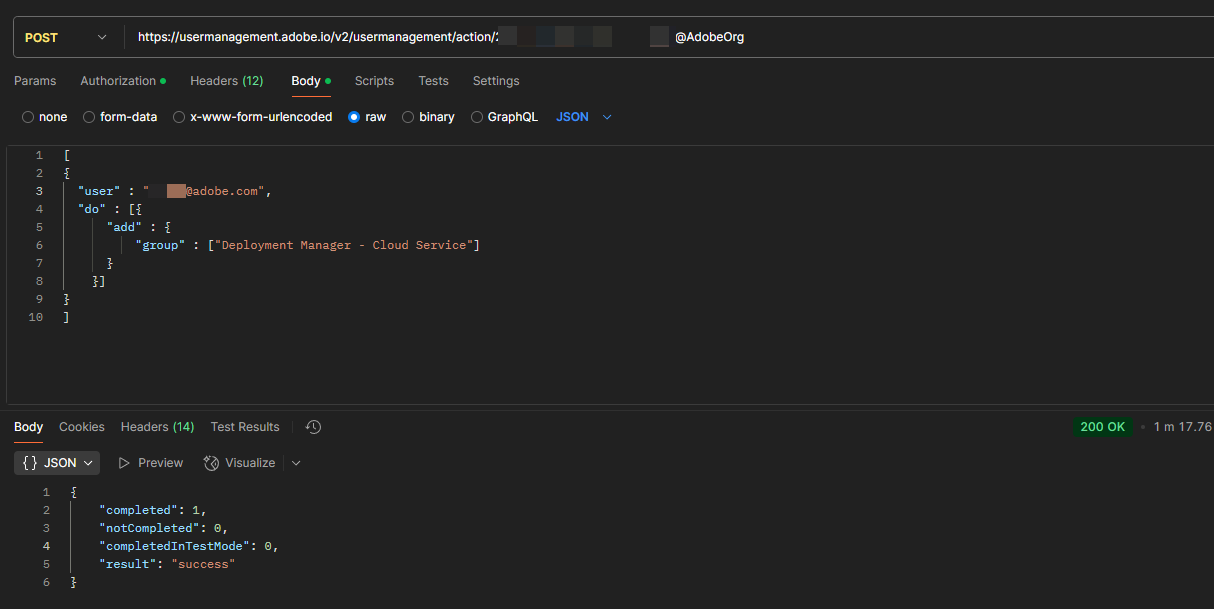 POST https://usermanagement.adobe.io/v2/usermanagement/action/2 @AdobeOrg
Params Authorization Headers (12) Body Scripts Tests Settings
none form-data x-www-form-urlencoded raw binary GraphQL JSON
1 [
2 {
3 "user" : " @adobe.com",
4 "do" : [{
5 "add" : {
6 "group" : ["Deployment Manager - Cloud Service"]
7 }
8 }]
9 }
10 ]
Body Cookies Headers (14) Test Results 200 OK • 1 m 17.76
{} JSON Preview Visualize
1 {
2 "completed": 1,
3 "notCompleted": 0,
4 "completedInTestMode": 0,
5 "result": "success"
6 }